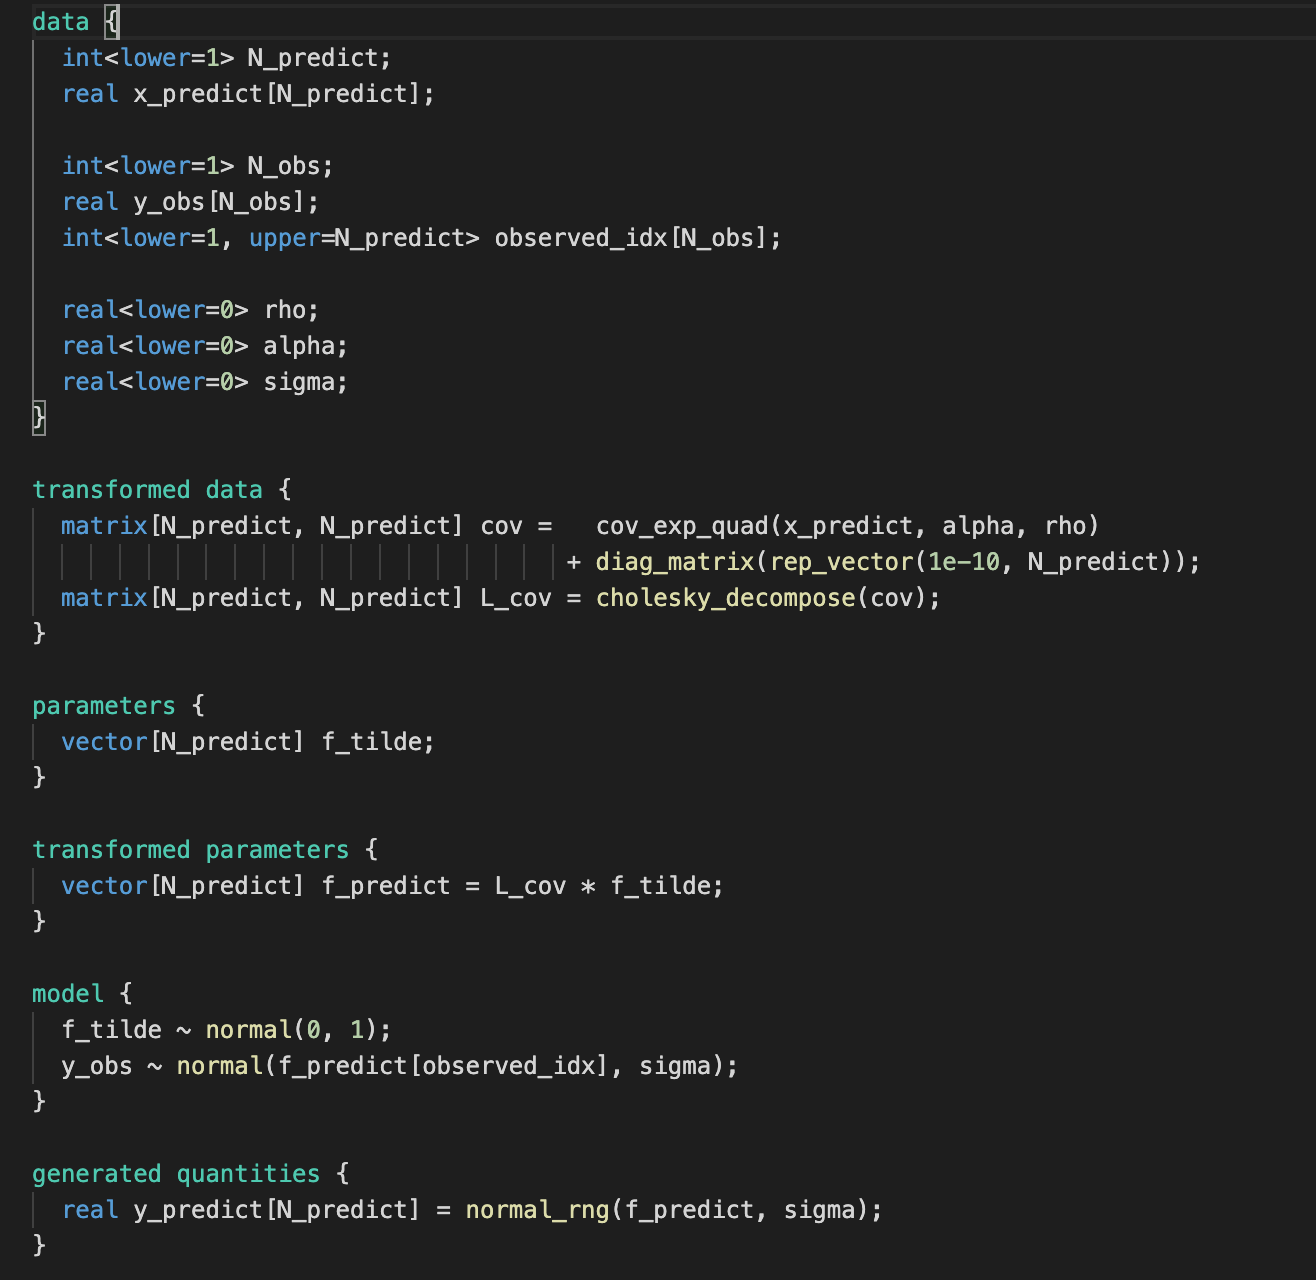 data {
  int<lower=1> N_predict;
  real x_predict[N_predict];

  int<lower=1> N_obs;
  real y_obs[N_obs];
  int<lower=1, upper=N_predict> observed_idx[N_obs];

  real<lower=0> rho;
  real<lower=0> alpha;
  real<lower=0> sigma;
}

transformed data {
  matrix[N_predict, N_predict] cov =   cov_exp_quad(x_predict, alpha, rho)
                                     + diag_matrix(rep_vector(1e-10, N_predict));
  matrix[N_predict, N_predict] L_cov = cholesky_decompose(cov);
}

parameters {
  vector[N_predict] f_tilde;
}

transformed parameters {
  vector[N_predict] f_predict = L_cov * f_tilde;
}

model {
  f_tilde ~ normal(0, 1);
  y_obs ~ normal(f_predict[observed_idx], sigma);
}

generated quantities {
  real y_predict[N_predict] = normal_rng(f_predict, sigma);
}